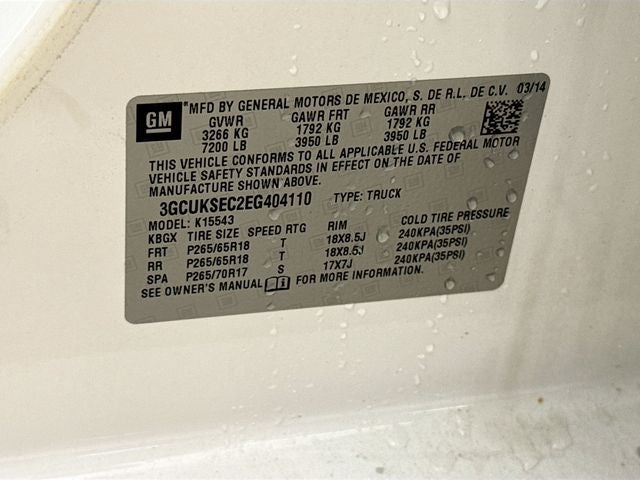 GM
*MFD BY GENERAL MOTORS DE MEXICO, S. DE R.L. DE C.V. 03/14
GVWR GAWR FRT GAWR RR
3266 KG 1792 KG 1792 KG
7200 LB 3950 LB 3950 LB
THIS VEHICLE CONFORMS TO ALL APPLICABLE U.S. FEDERAL MOTOR
VEHICLE SAFETY STANDARDS IN EFFECT ON THE DATE OF
MANUFACTURE SHOWN ABOVE.
3GCUKSEC2EG404110 TYPE: TRUCK
MODEL: K15543
KBGX TIRE SIZE SPEED RTG RIM COLD TIRE PRESSURE
FRT P265/65R18 T 18X8.5J 240KPA(35PSI)
RR P265/65R18 T 18X8.5J 240KPA(35PSI)
SPA P265/70R17 S 17X7J 240KPA(35PSI)
SEE OWNER'S MANUAL FOR MORE INFORMATION.